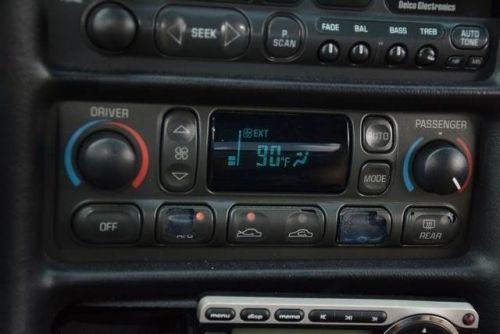 Delco Electronics
SEEK
P. SCAN
FADE BAL BASS TREB
AUTO TONE
DRIVER
PASSENGER
EXT
90°F
AUTO
MODE
OFF
REAR
menu disp memo